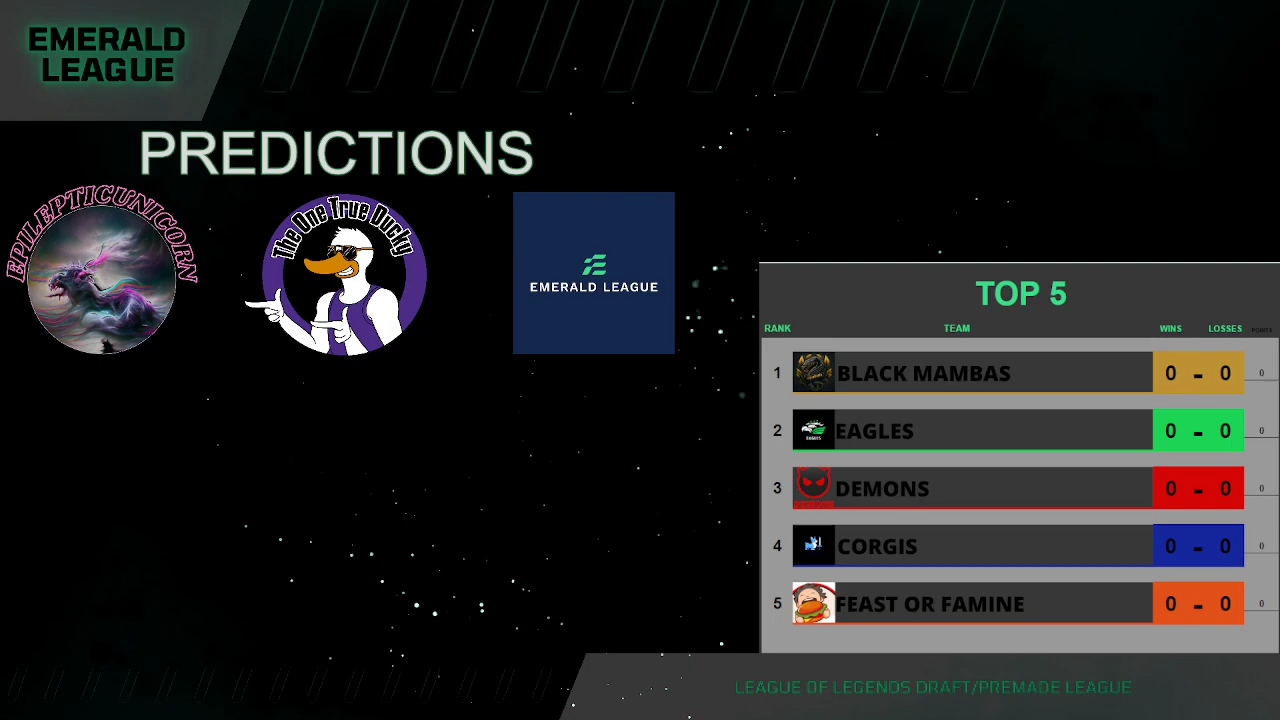 EMERALD
LEAGUE
PREDICTIONS
EPILEPTICUNICORN
The One True Ducky
EMERALD LEAGUE
TOP 5
RANK TEAM WINS LOSSES POINTS
1 BLACK MAMBAS 0 - 0 0
2 EAGLES EAGLES 0 - 0 0
3 DEMONS 0 - 0 0
4 CORGIS 0 - 0 0
5 FEAST OR FAMINE 0 - 0 0
LEAGUE OF LEGENDS DRAFT/PREMADE LEAGUE